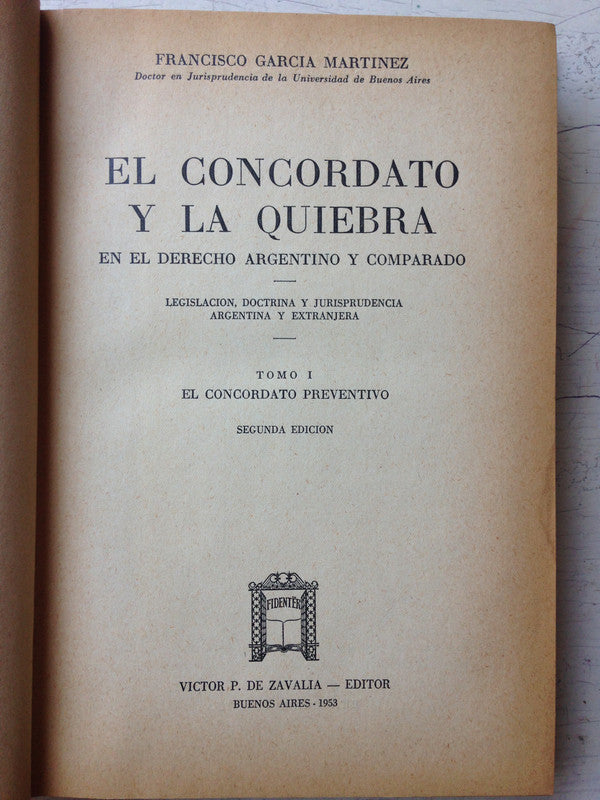 FRANCISCO GARCIA MARTINEZ
Doctor en Jurisprudencia de la Universidad de Buenos Aires
EL CONCORDATO
Y LA QUIEBRA
EN EL DERECHO ARGENTINO Y COMPARADO
LEGISLACION, DOCTRINA Y JURISPRUDENCIA
ARGENTINA Y EXTRANJERA
TOMO I
EL CONCORDATO PREVENTIVO
SEGUNDA EDICION
FIDENTER
VICTOR P. DE ZAVALIA — EDITOR
BUENOS AIRES - 1953